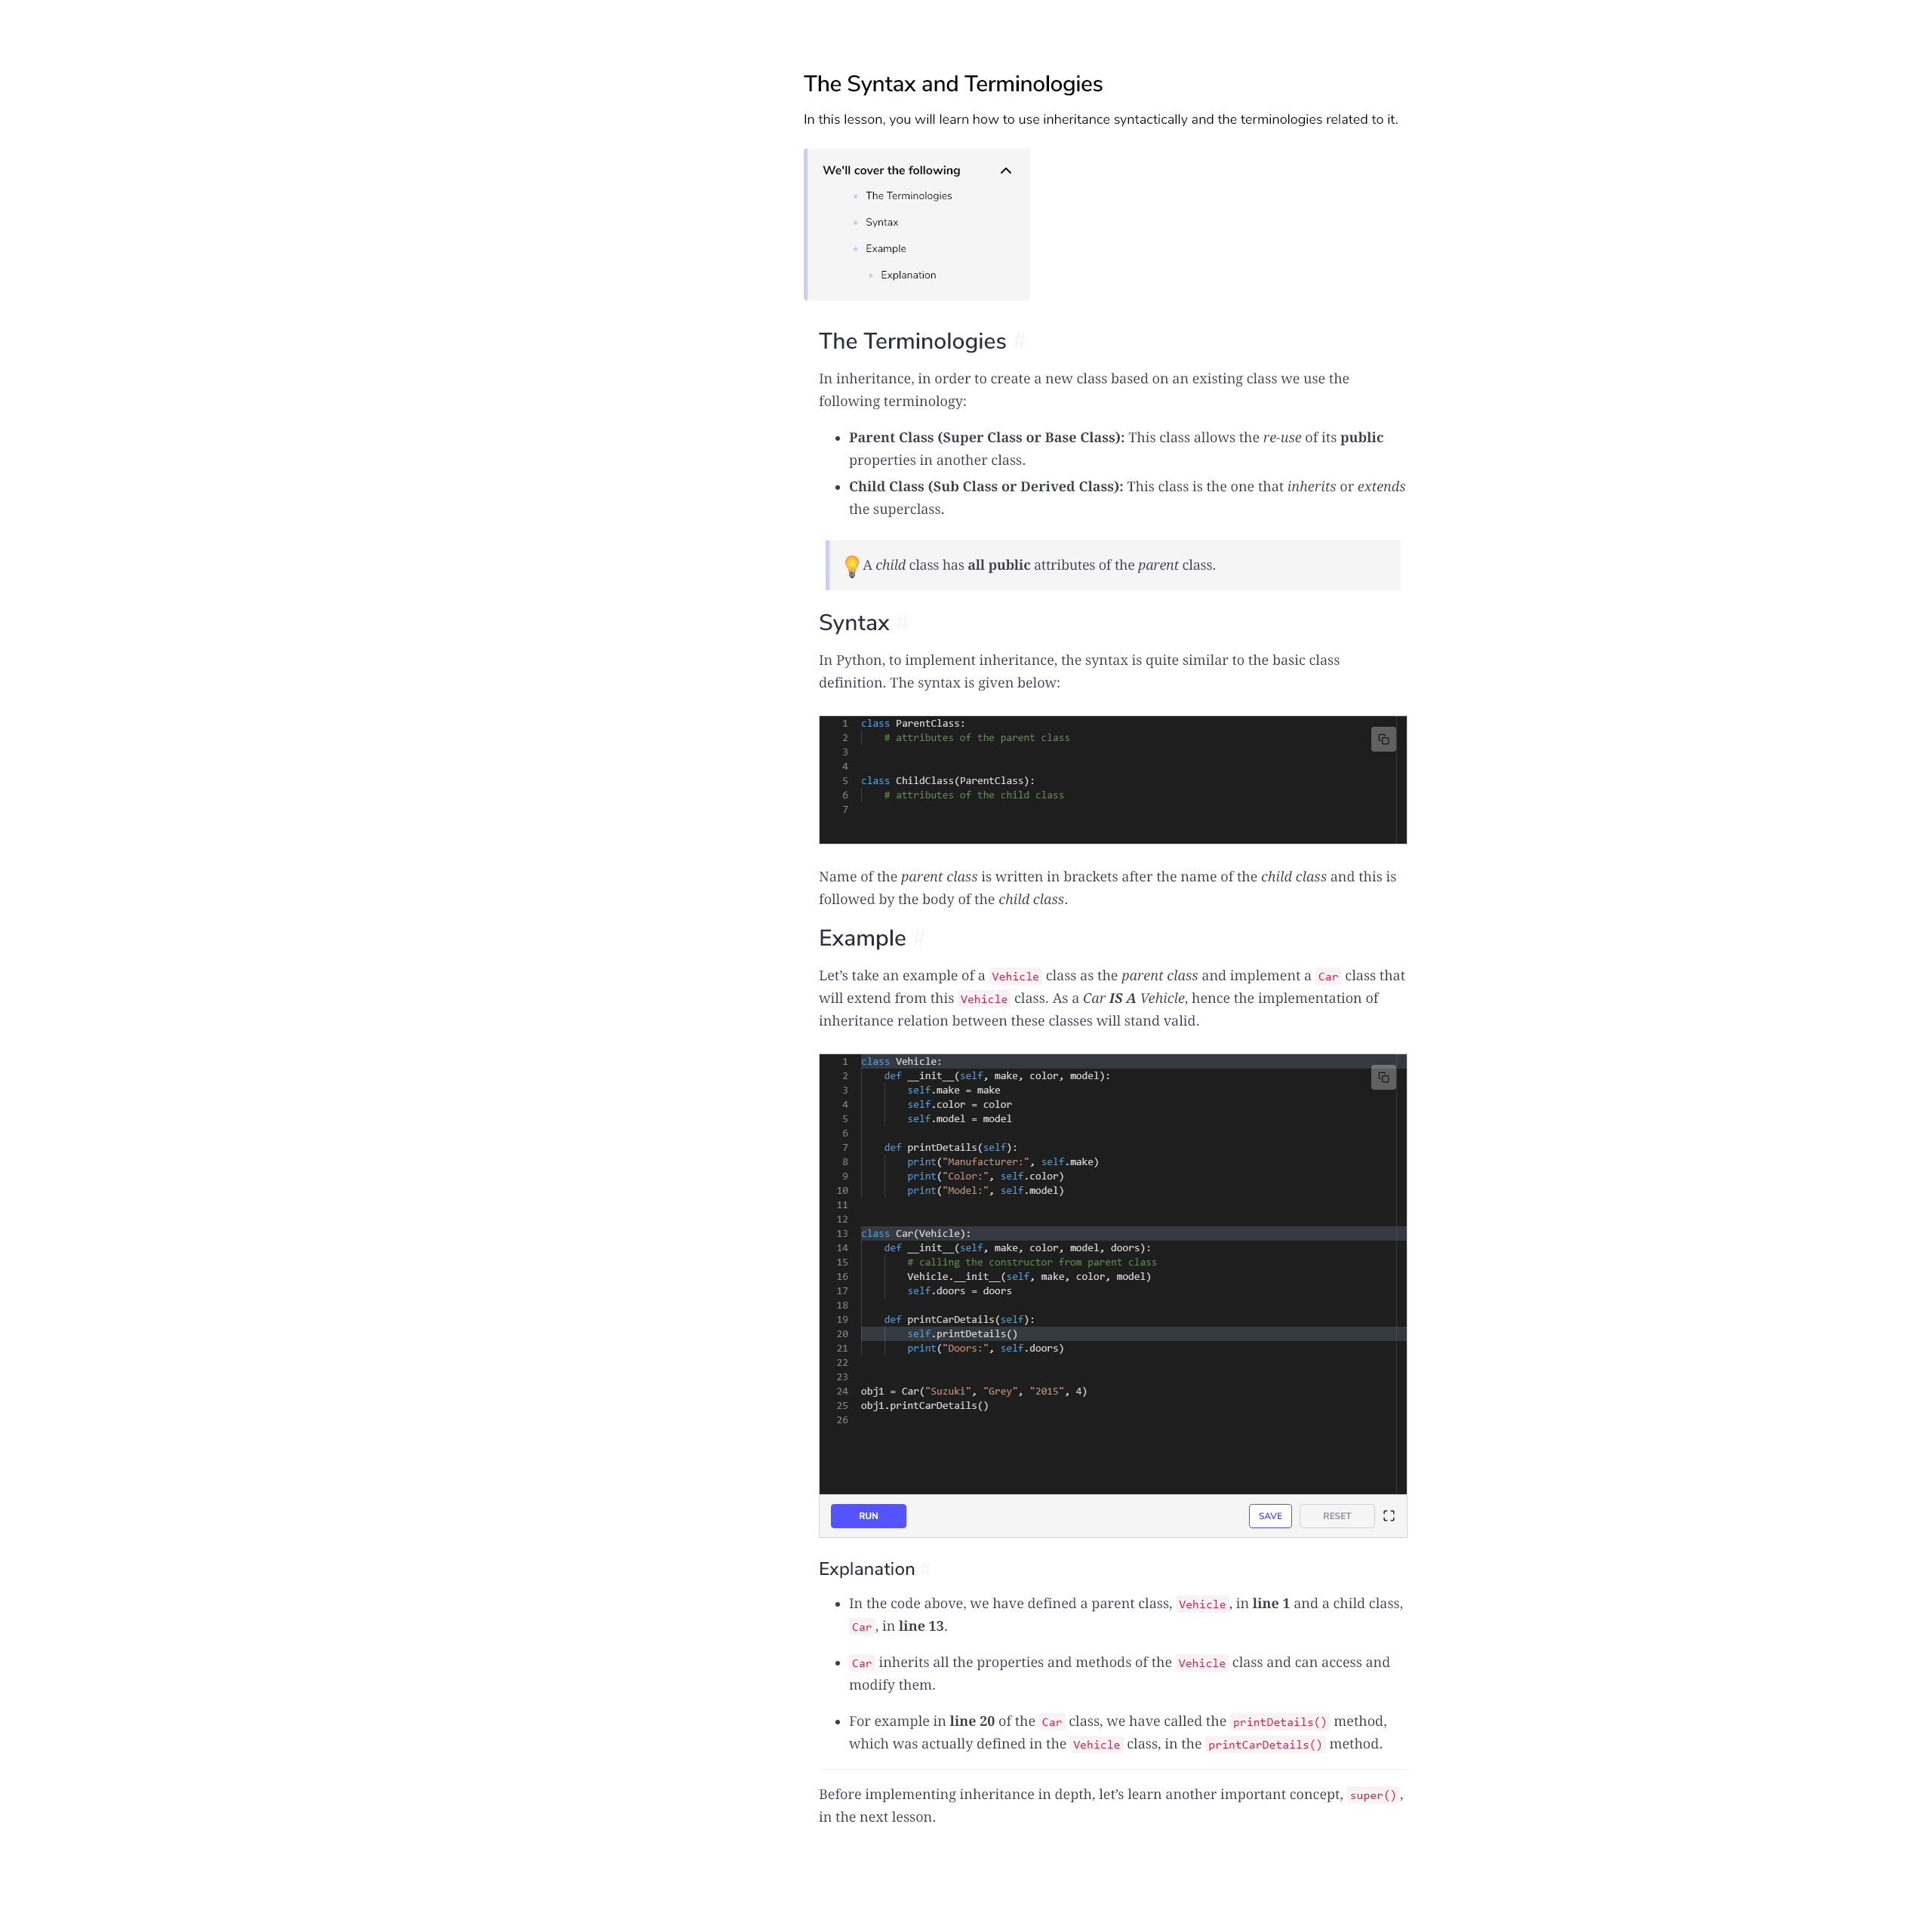 The Syntax and Terminologies
In this lesson, you will learn how to use inheritance syntactically and the terminologies related to it.
We'll cover the following
The Terminologies
Syntax
Example
Explanation
The Terminologies #
In inheritance, in order to create a new class based on an existing class we use the
following terminology:
Parent Class (Super Class or Base Class): This class allows the re-use of its public
properties in another class.
Child Class (Sub Class or Derived Class): This class is the one that inherits or extends
the superclass.
A child class has all public attributes of the parent class.
Syntax #
In Python, to implement inheritance, the syntax is quite similar to the basic class
definition. The syntax is given below:
1 class ParentClass:
2     # attributes of the parent class
3
4
5 class ChildClass(ParentClass):
6     # attributes of the child class
7
Name of the parent class is written in brackets after the name of the child class and this is
followed by the body of the child class.
Example #
Let’s take an example of a Vehicle class as the parent class and implement a Car class that
will extend from this Vehicle class. As a Car IS A Vehicle, hence the implementation of
inheritance relation between these classes will stand valid.
1 class Vehicle:
2     def __init__(self, make, color, model):
3         self.make = make
4         self.color = color
5         self.model = model
6
7     def printDetails(self):
8         print("Manufacturer:", self.make)
9         print("Color:", self.color)
10         print("Model:", self.model)
11
12
13 class Car(Vehicle):
14     def __init__(self, make, color, model, doors):
15         # calling the constructor from parent class
16         Vehicle.__init__(self, make, color, model)
17         self.doors = doors
18
19     def printCarDetails(self):
20         self.printDetails()
21         print("Doors:", self.doors)
22
23
24 obj1 = Car("Suzuki", "Grey", "2015", 4)
25 obj1.printCarDetails()
26
RUN SAVE RESET
Explanation #
In the code above, we have defined a parent class, Vehicle, in line 1 and a child class,
Car, in line 13.
Car inherits all the properties and methods of the Vehicle class and can access and
modify them.
For example in line 20 of the Car class, we have called the printDetails() method,
which was actually defined in the Vehicle class, in the printCarDetails() method.
Before implementing inheritance in depth, let’s learn another important concept, super(),
in the next lesson.